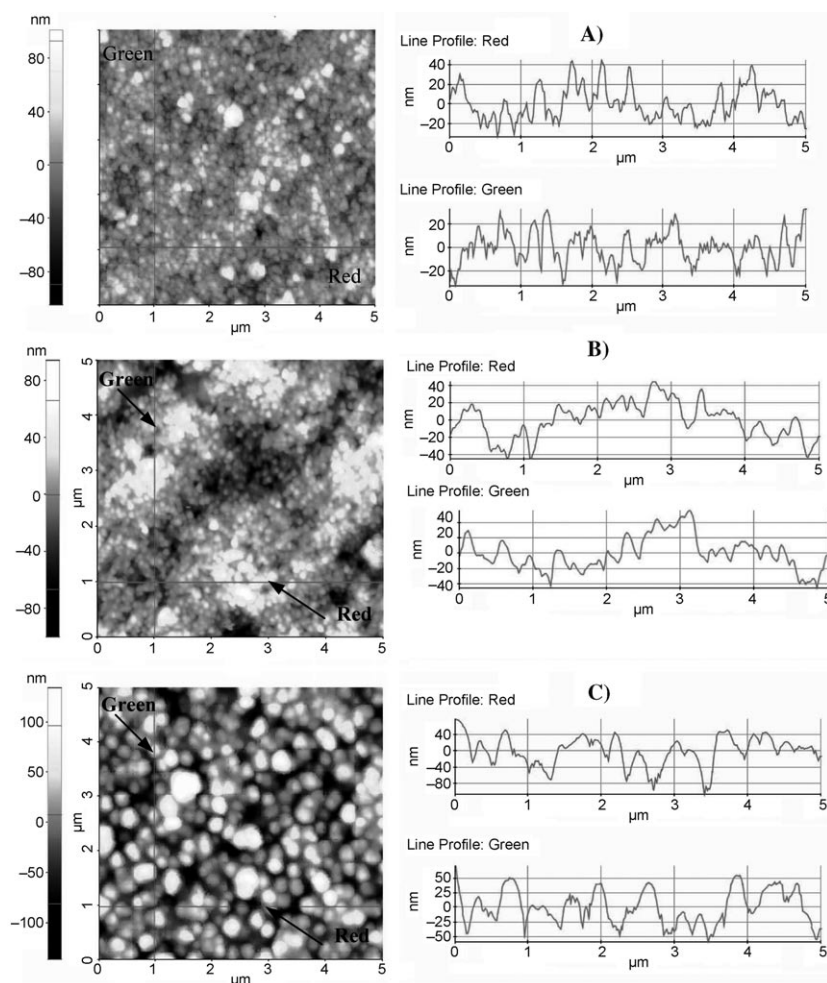 nm
80
40
0
−40
−80
Green
Red
0 1 2 3 4 5
µm
A)
Line Profile: Red
nm
40
20
0
−20
0 1 2 3 4 5
µm
Line Profile: Green
nm
20
0
−20
0 1 2 3 4 5
µm
nm
80
40
0
−40
−80
5
4
3
2
1
0
µm
Green
Red
0 1 2 3 4 5
µm
B)
Line Profile: Red
nm
40
20
0
−20
−40
0 1 2 3 4 5
µm
Line Profile: Green
nm
40
20
0
−20
−40
0 1 2 3 4 5
µm
nm
100
50
0
−50
−100
5
4
3
2
1
0
µm
Green
Red
0 1 2 3 4 5
µm
C)
Line Profile: Red
nm
40
0
−40
−80
0 1 2 3 4 5
µm
Line Profile: Green
nm
50
25
0
−25
−50
0 1 2 3 4 5
µm